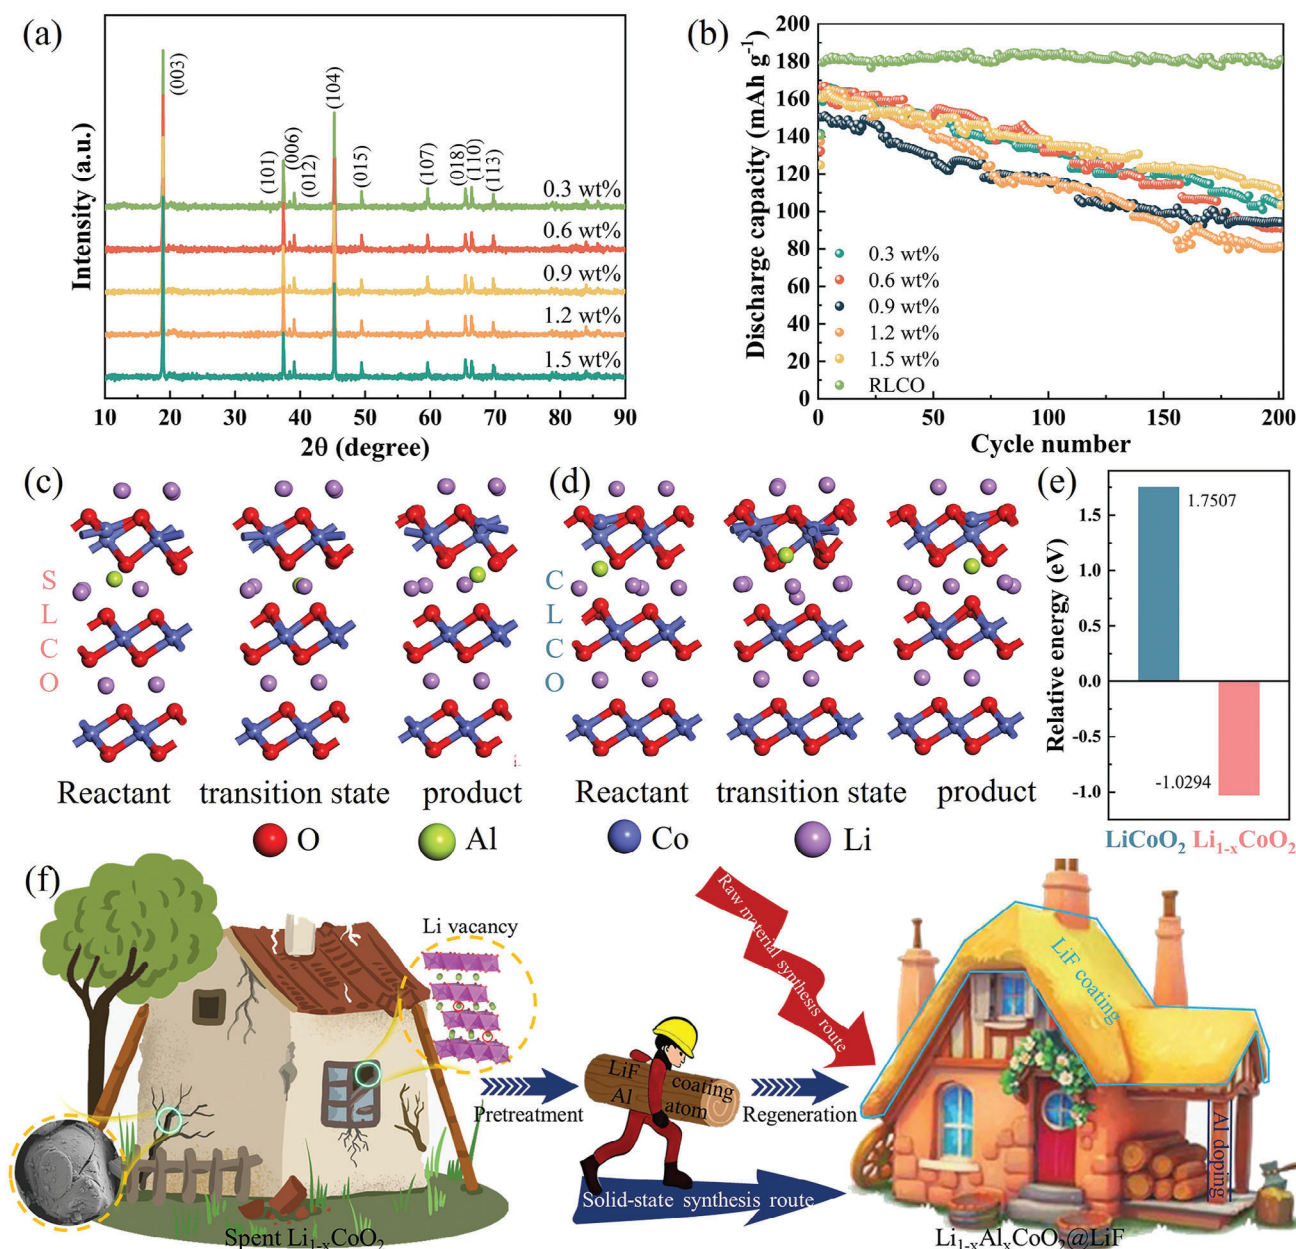 (a)
Intensity (a.u.)
(003)
(101)
(006)
(012)
(104)
(015)
(107)
(018)
(110)
(113)
0.3 wt%
0.6 wt%
0.9 wt%
1.2 wt%
1.5 wt%
10 20 30 40 50 60 70 80 90
2θ (degree)
(b)
Discharge capacity (mAh g⁻¹)
200
180
160
140
120
100
80
60
40
20
0
0.3 wt%
0.6 wt%
0.9 wt%
1.2 wt%
1.5 wt%
RLCO
0 50 100 150 200
Cycle number
(c)
S
L
C
O
Reactant transition state product
(d)
C
L
C
O
Reactant transition state product
O Al Co Li
(e)
Relative energy (eV)
1.5
1.0
0.5
0.0
-0.5
-1.0
1.7507
-1.0294
LiCoO₂ Li₁₋ₓCoO₂
(f)
Li vacancy
Spent Li₁₋ₓCoO₂
Pretreatment
LiF coating
Al atom
Regeneration
Raw material synthesis route
Solid-state synthesis route
LiF coating
Al doping
Li₁₋ₓAlₓCoO₂@LiF